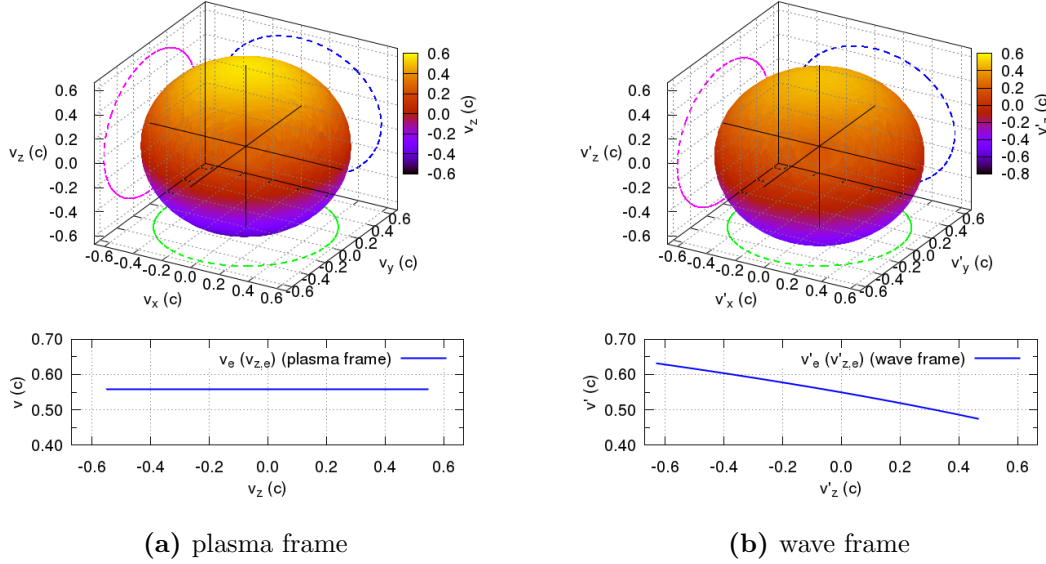 0.6
0.4
0.2
0.0
-0.2
-0.4
-0.6
v_z (c)
-0.6 -0.4 -0.2 0.0 0.2 0.4 0.6
v_x (c)
-0.6 -0.4 -0.2 0.0 0.2 0.4 0.6
v_y (c)
0.6
0.4
0.2
0.0
-0.2
-0.4
-0.6
v_z (c)
0.6
0.4
0.2
0.0
-0.2
-0.4
-0.6
v'_z (c)
-0.6 -0.4 -0.2 0.0 0.2 0.4 0.6
v'_x (c)
-0.6 -0.4 -0.2 0.0 0.2 0.4 0.6
v'_y (c)
0.6
0.4
0.2
0.0
-0.2
-0.4
-0.6
-0.8
v'_z (c)
0.70
0.60
0.50
0.40
v (c)
v_e (v_{z,e}) (plasma frame)
-0.6 -0.4 -0.2 0.0 0.2 0.4 0.6
v_z (c)
0.70
0.60
0.50
0.40
v' (c)
v'_e (v'_{z,e}) (wave frame)
-0.6 -0.4 -0.2 0.0 0.2 0.4 0.6
v'_z (c)
(a) plasma frame
(b) wave frame